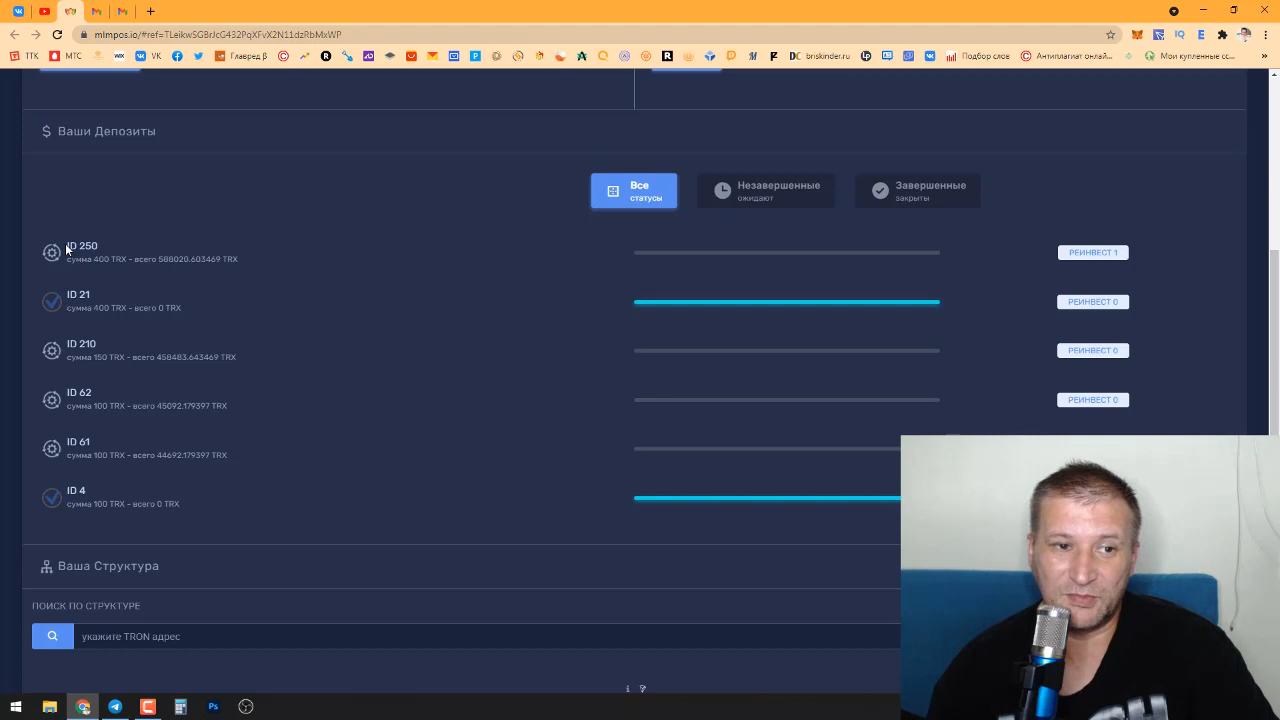 mlmpos.io/#ref=TLeikwSGBrJcG432PqXFvX2N11dzRbMxWP
ТТК МТС VK Главред β briskinder.ru Подбор слов Антиплагиат онвист... Мои купленные сс...
$ Ваши Депозиты
Все
статусы
Незавершенные
ожидают
Завершенные
закрыты
ID 250
сумма 400 TRX - всего 588020.603469 TRX
РЕИНВЕСТ 1
ID 21
сумма 400 TRX - всего 0 TRX
РЕИНВЕСТ 0
ID 210
сумма 150 TRX - всего 458483.643469 TRX
РЕИНВЕСТ 0
ID 62
сумма 100 TRX - всего 45092.179397 TRX
РЕИНВЕСТ 0
ID 61
сумма 100 TRX - всего 44692.179397 TRX
ID 4
сумма 100 TRX - всего 0 TRX
Ваша Структура
ПОИСК ПО СТРУКТУРЕ
укажите TRON адрес